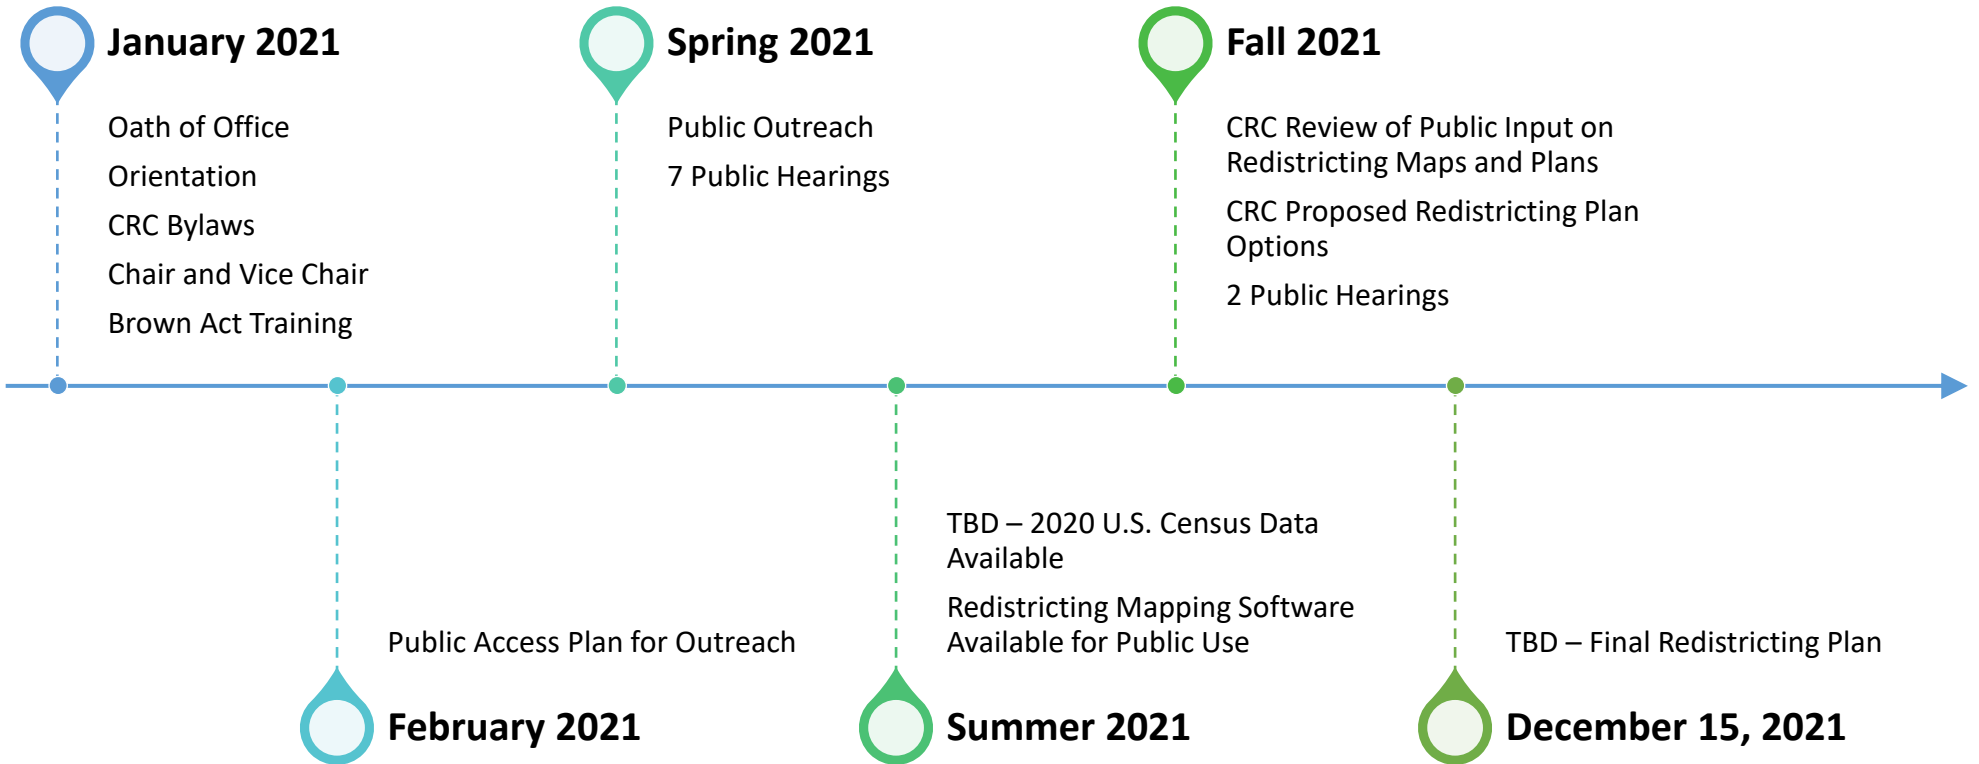 January 2021
Oath of Office
Orientation
CRC Bylaws
Chair and Vice Chair
Brown Act Training
Public Access Plan for Outreach
February 2021
Spring 2021
Public Outreach
7 Public Hearings
TBD – 2020 U.S. Census Data
Available
Redistricting Mapping Software
Available for Public Use
Summer 2021
Fall 2021
CRC Review of Public Input on
Redistricting Maps and Plans
CRC Proposed Redistricting Plan
Options
2 Public Hearings
TBD – Final Redistricting Plan
December 15, 2021